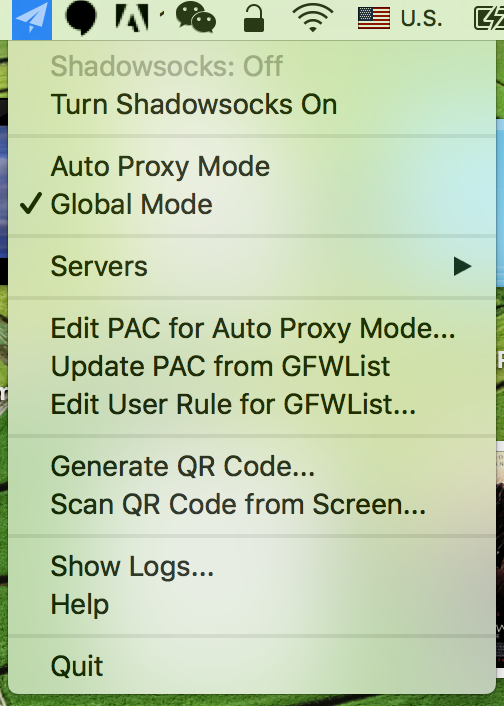 U.S.
Shadowsocks: Off
Turn Shadowsocks On
Auto Proxy Mode
Global Mode
Servers
Edit PAC for Auto Proxy Mode...
Update PAC from GFWList
Edit User Rule for GFWList...
Generate QR Code...
Scan QR Code from Screen...
Show Logs...
Help
Quit